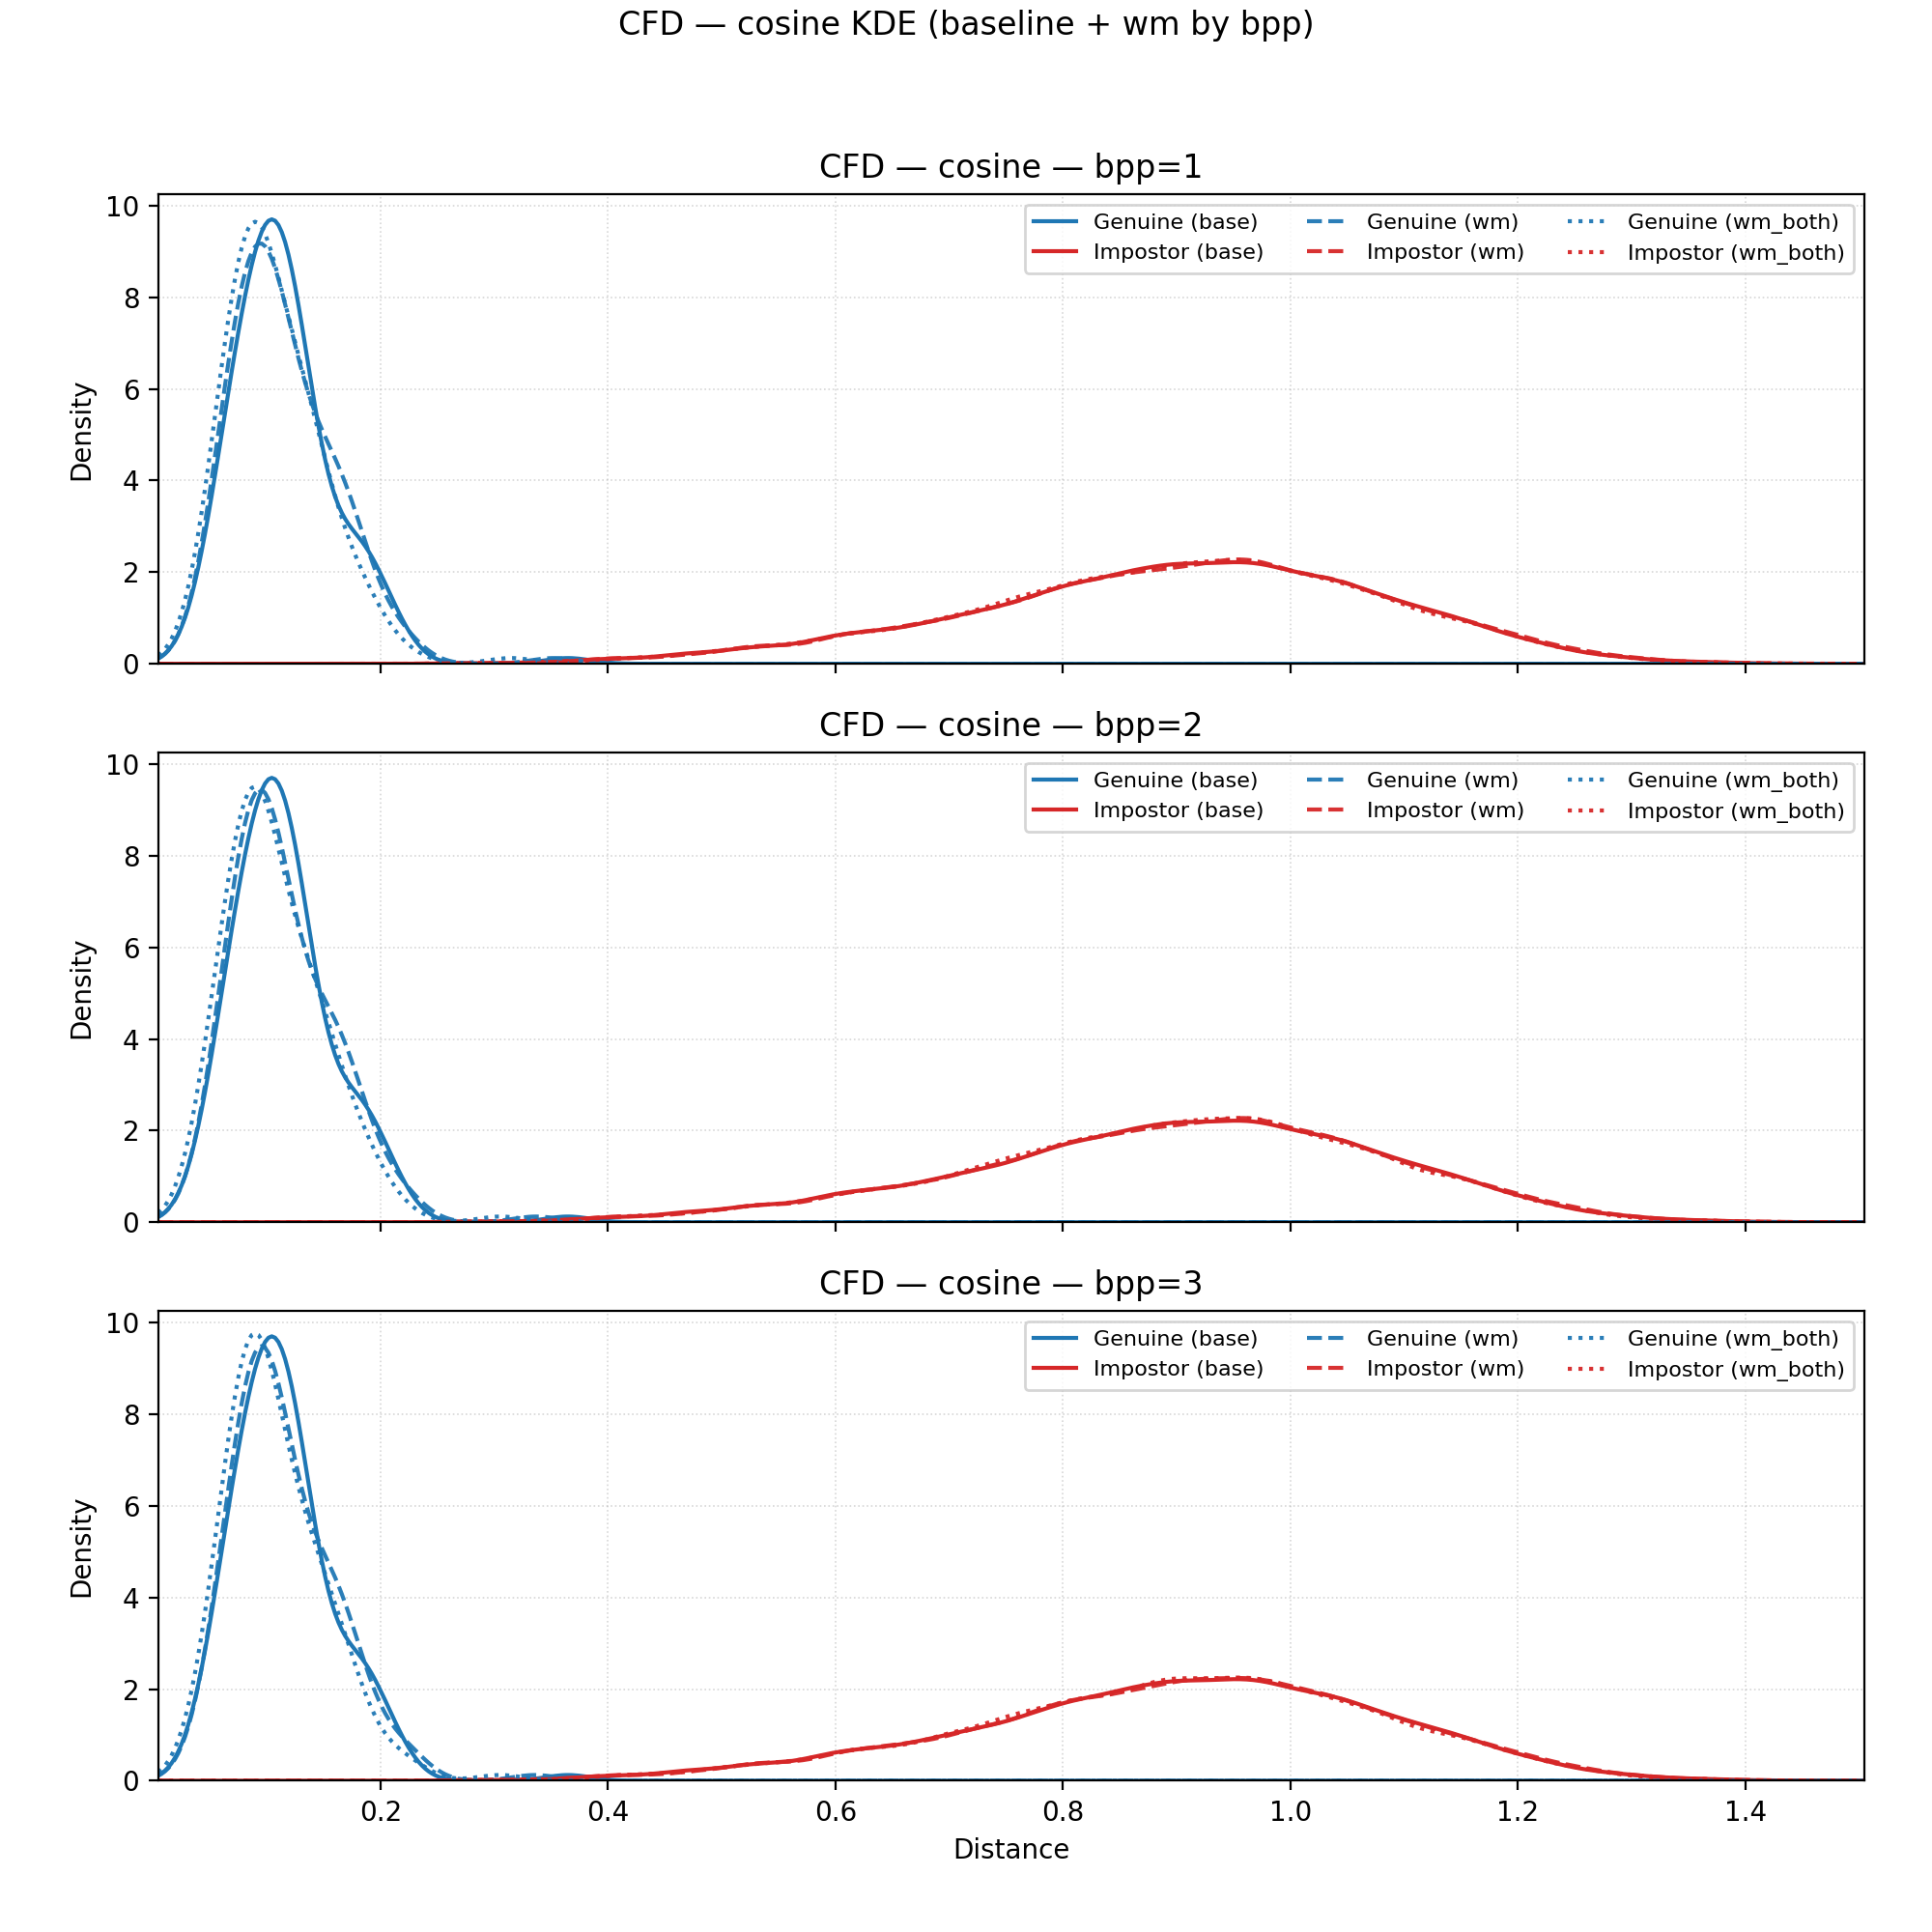 CFD — cosine KDE (baseline + wm by bpp)
CFD — cosine — bpp=1
Genuine (base) Genuine (wm) Genuine (wm_both)
Impostor (base) Impostor (wm) Impostor (wm_both)
Density
10
8
6
4
2
0
CFD — cosine — bpp=2
Genuine (base) Genuine (wm) Genuine (wm_both)
Impostor (base) Impostor (wm) Impostor (wm_both)
Density
10
8
6
4
2
0
CFD — cosine — bpp=3
Genuine (base) Genuine (wm) Genuine (wm_both)
Impostor (base) Impostor (wm) Impostor (wm_both)
Density
10
8
6
4
2
0
0.2 0.4 0.6 0.8 1.0 1.2 1.4
Distance